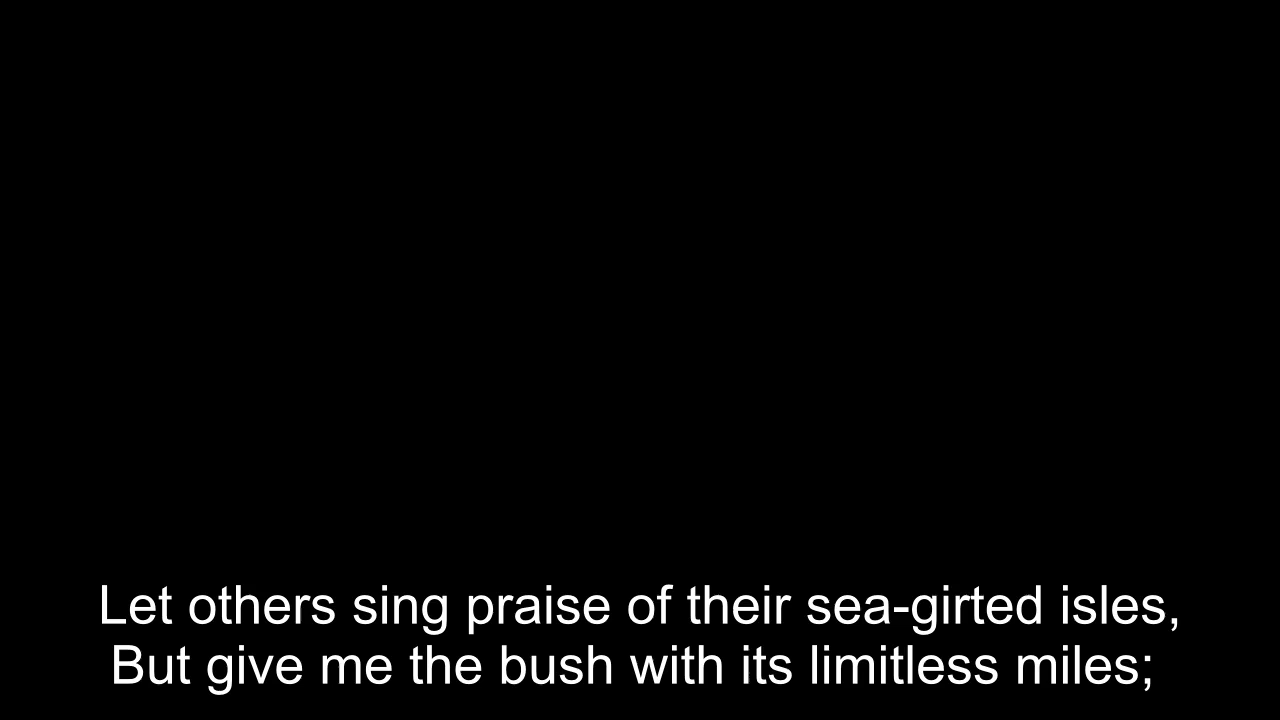 Let others sing praise of their sea-girted isles,
But give me the bush with its limitless miles;